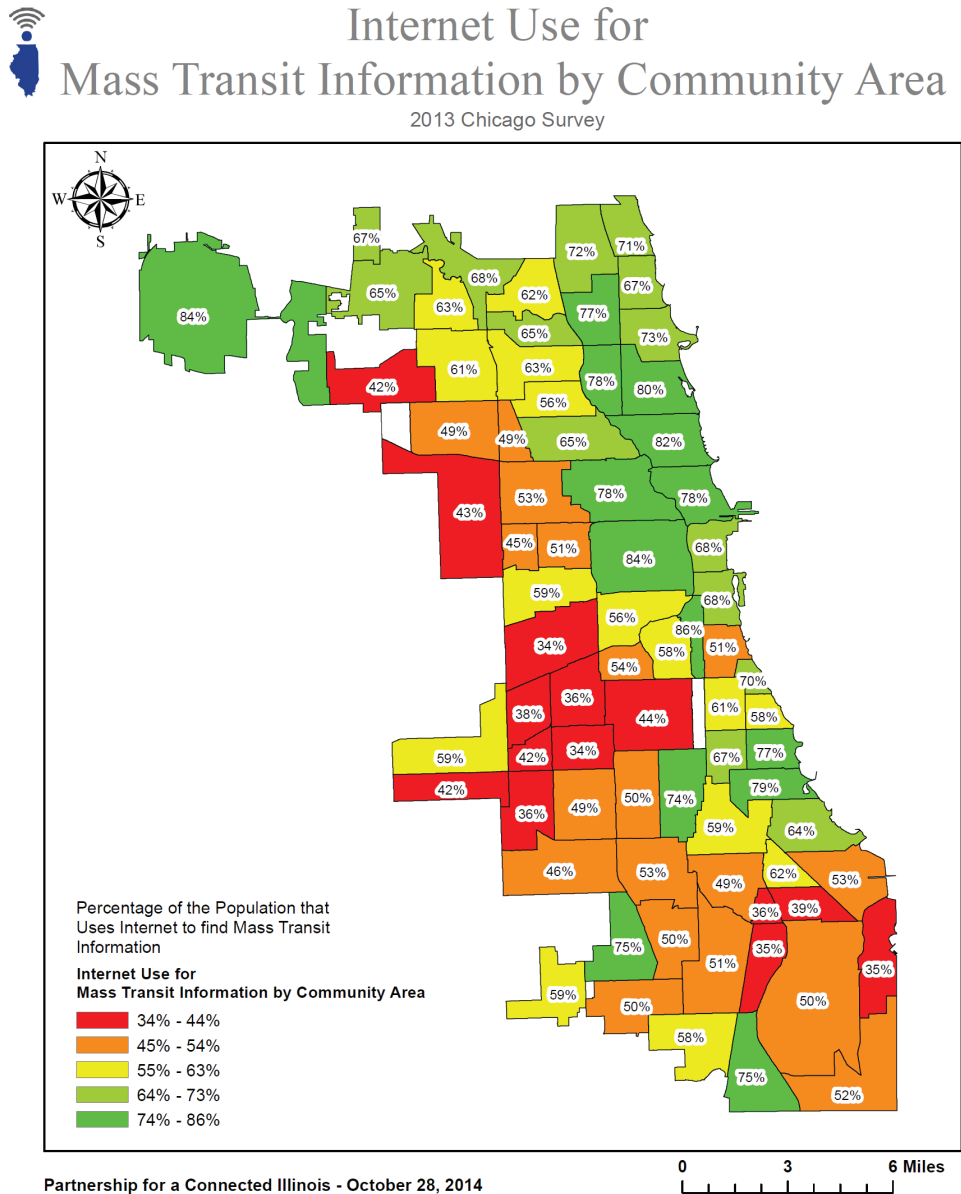 Internet Use for
Mass Transit Information by Community Area
2013 Chicago Survey
N
W E
S
67%
72% 71%
68%
65% 67%
84% 63% 62%
77%
65% 73%
61% 63%
42% 78% 80%
56%
49% 49% 65% 82%
43% 53% 78% 78%
45% 51% 84% 68%
59% 68%
56% 86%
34% 58% 51%
54%
70%
36%
38% 44% 61% 58%
34%
59% 42% 67% 77%
42% 79%
36% 49% 50% 74%
59% 64%
46% 53% 62% 53%
49%
36% 39%
75% 50% 35%
51% 35%
59% 50% 50%
58%
75%
52%
Percentage of the Population that
Uses Internet to find Mass Transit
Information
Internet Use for
Mass Transit Information by Community Area
34% - 44%
45% - 54%
55% - 63%
64% - 73%
74% - 86%
0 3 6 Miles
Partnership for a Connected Illinois - October 28, 2014